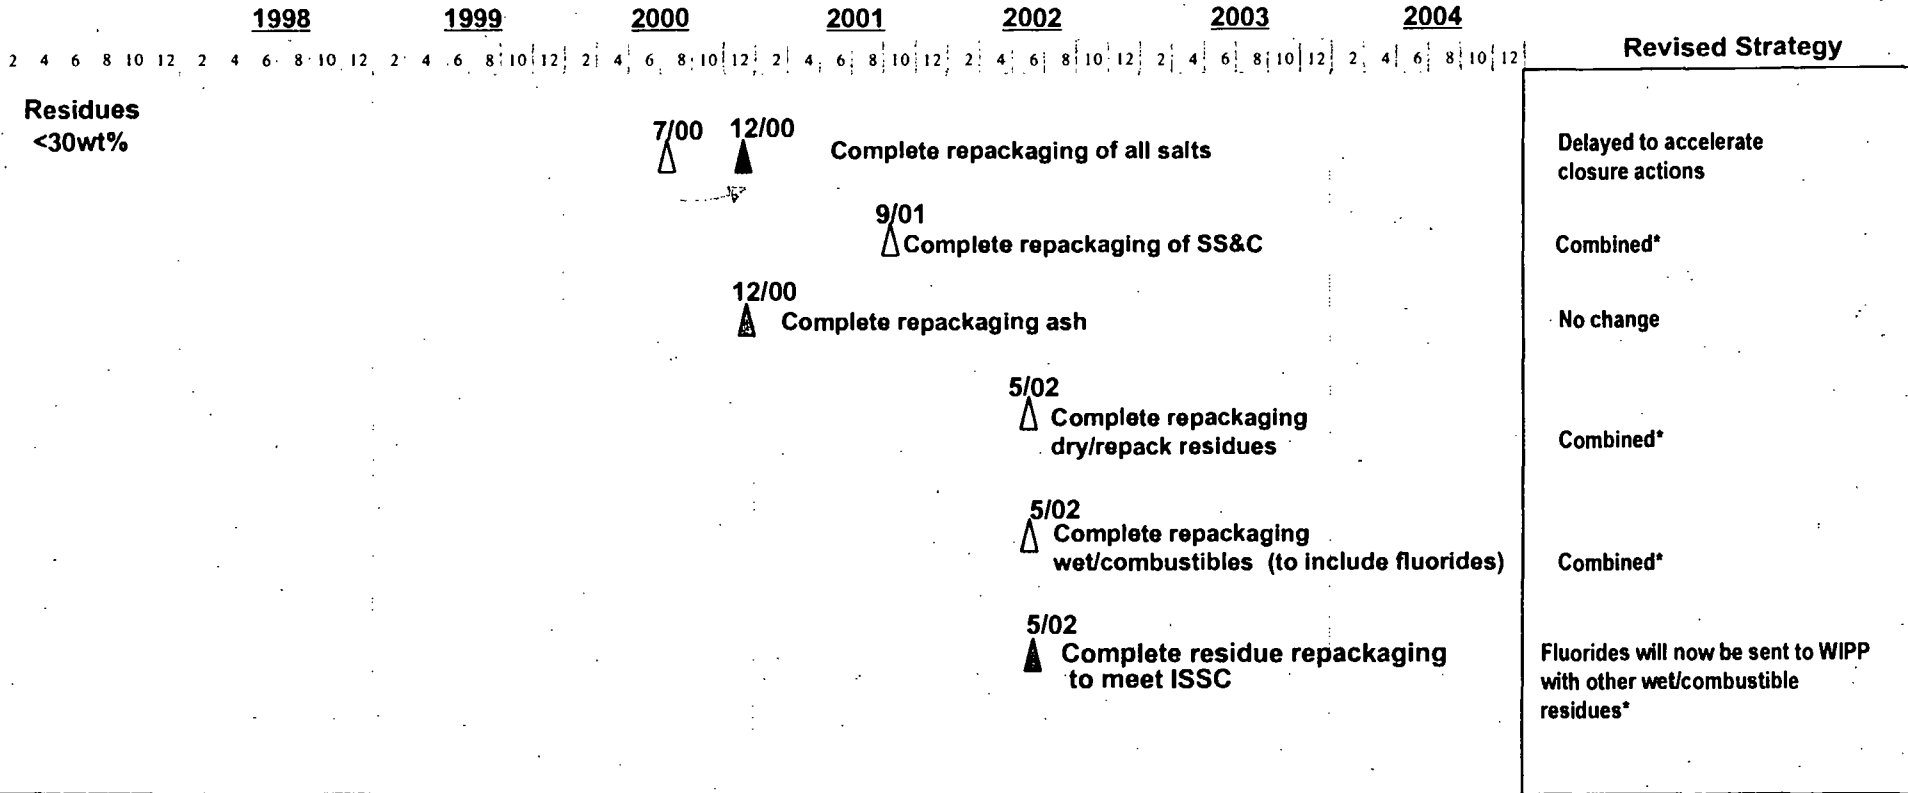 1998 1999 2000 2001 2002 2003 2004
2 4 6 8 10 12 2 4 6 8 10 12 2 4 6 8 10 12 2 4 6 8 10 12 2 4 6 8 10 12 2 4 6 8 10 12 2 4 6 8 10 12 2 4 6 8 10 12
Revised Strategy
Residues
<30wt%
7/00 12/00
Complete repackaging of all salts
Delayed to accelerate
closure actions
9/01
Complete repackaging of SS&C
Combined*
12/00
Complete repackaging ash
No change
5/02
Complete repackaging
dry/repack residues
Combined*
5/02
Complete repackaging
wet/combustibles (to include fluorides)
Combined*
5/02
Complete residue repackaging
to meet ISSC
Fluorides will now be sent to WIPP
with other wet/combustible
residues*